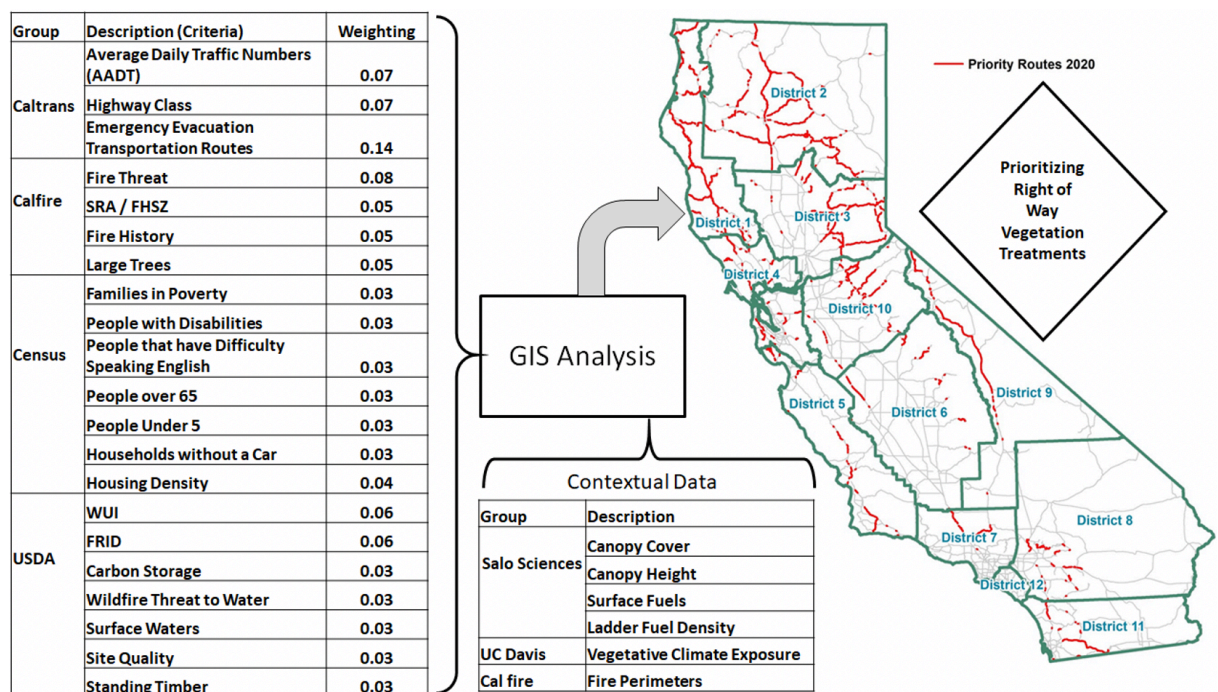 Group Description (Criteria) Weighting
Caltrans
Average Daily Traffic Numbers
(AADT) 0.07
Highway Class 0.07
Emergency Evacuation
Transportation Routes 0.14
Calfire
Fire Threat 0.08
SRA / FHSZ 0.05
Fire History 0.05
Large Trees 0.05
Census
Families in Poverty 0.03
People with Disabilities 0.03
People that have Difficulty
Speaking English 0.03
People over 65 0.03
People Under 5 0.03
Households without a Car 0.03
Housing Density 0.04
USDA
WUI 0.06
FRID 0.06
Carbon Storage 0.03
Wildfire Threat to Water 0.03
Surface Waters 0.03
Site Quality 0.03
Standing Timber 0.03
GIS Analysis
Contextual Data
Group Description
Salo Sciences
Canopy Cover
Canopy Height
Surface Fuels
Ladder Fuel Density
UC Davis Vegetative Climate Exposure
Cal fire Fire Perimeters
Priority Routes 2020
Prioritizing
Right of
Way
Vegetation
Treatments
District 2
District 3
District 1
District 4
District 10
District 9
District 5
District 6
District 8
District 7
District 12
District 11